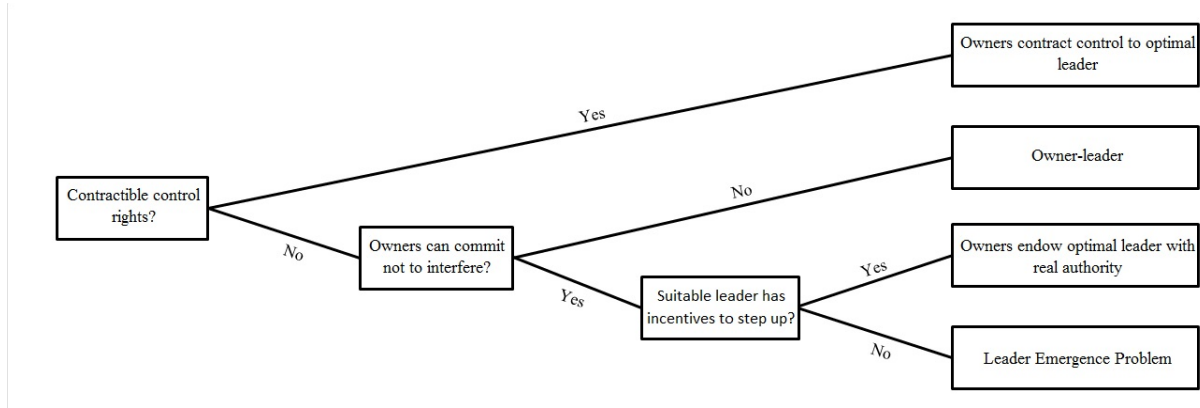 Owners contract control to optimal
leader
Yes
Owner-leader
No
Contractible control
rights?
No
Owners can commit
not to interfere?
Yes
Suitable leader has
incentives to step up?
Yes
Owners endow optimal leader with
real authority
No
Leader Emergence Problem